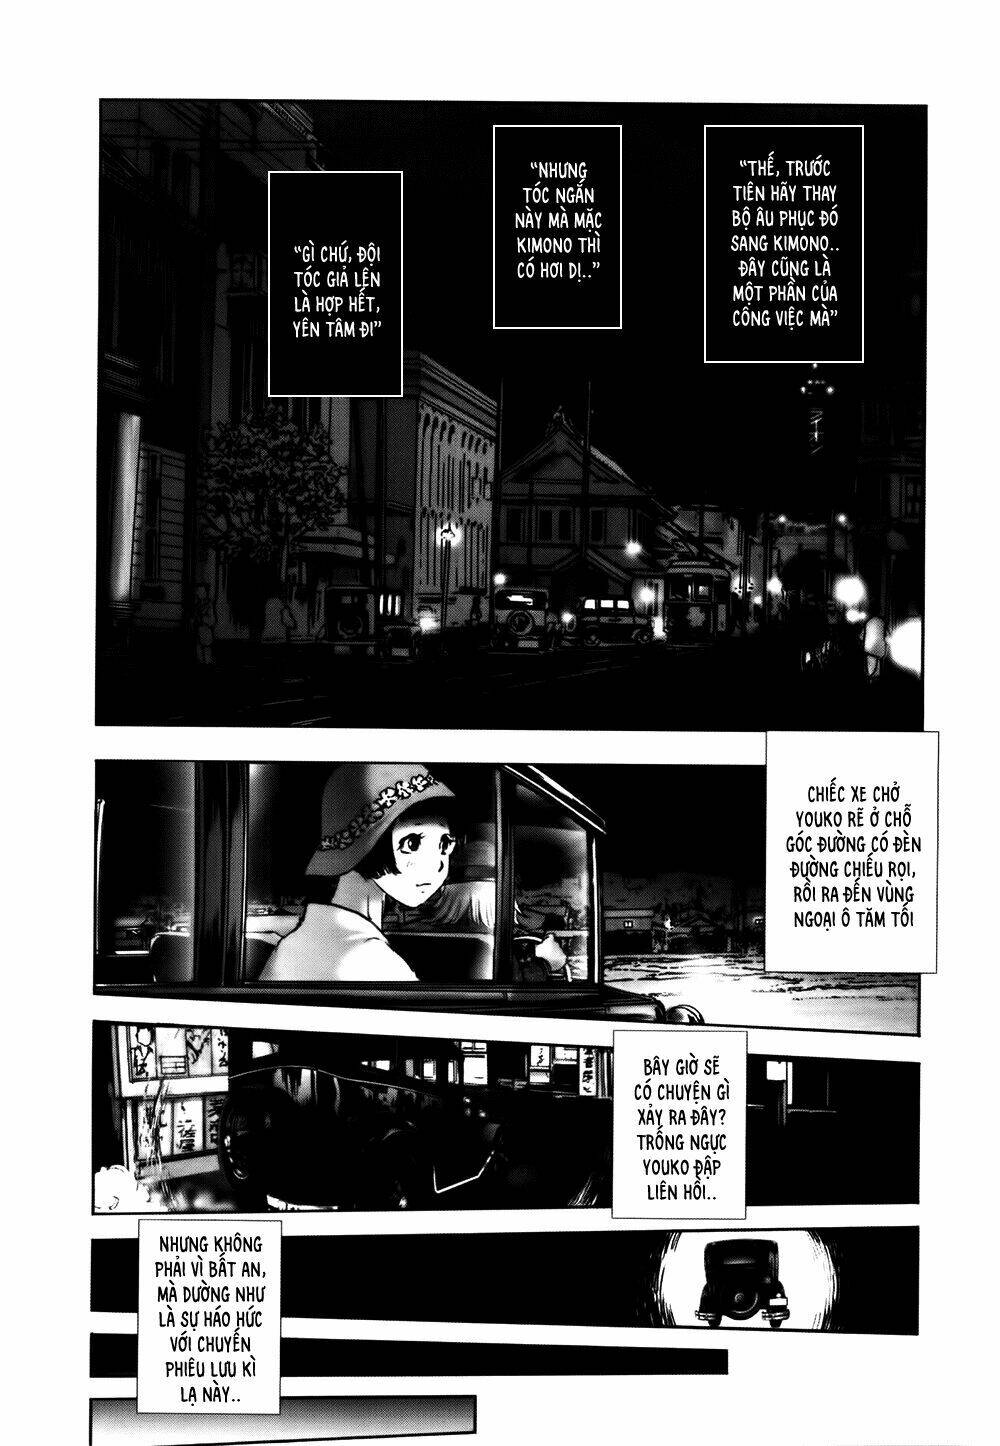 “THẾ, TRƯỚC
TIÊN HÃY THAY
BỘ ÂU PHỤC ĐÓ
SANG KIMONO..
ĐÂY CŨNG LÀ
MỘT PHẦN CỦA
CÔNG VIỆC MÀ”
“NHƯNG
TÓC NGẮN
NÀY MÀ MẶC
KIMONO THÌ
CÓ HƠI DỊ..”
“GÌ CHỨ, ĐỘI
TÓC GIẢ LÊN
LÀ HỢP HẾT,
YÊN TÂM ĐI”
ライオン
CHIẾC XE CHỞ
YOUKO RẼ Ở CHỖ
GÓC ĐƯỜNG CÓ ĐÈN
ĐƯỜNG CHIẾU RỌI,
RỒI RA ĐẾN VÙNG
NGOẠI Ô TĂM TỐI
BÂY GIỜ SẼ
CÓ CHUYỆN GÌ
XẢY RA ĐÂY?
TRỐNG NGỰC
YOUKO ĐẬP
LIÊN HỒI..
NHƯNG KHÔNG
PHẢI VÌ BẤT AN,
MÀ DƯỜNG NHƯ
LÀ SỰ HÁO HỨC
VỚI CHUYẾN
PHIÊU LƯU KÌ
LẠ NÀY..